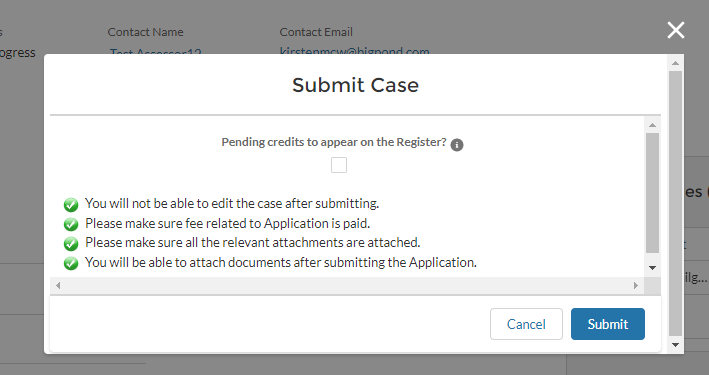 Contact Name
Contact Email
ogress
Test Assessor12
kirstenmcw@bigpond.com
Submit Case
Pending credits to appear on the Register?
You will not be able to edit the case after submitting.
Please make sure fee related to Application is paid.
Please make sure all the relevant attachments are attached.
You will be able to attach documents after submitting the Application.
Cancel
Submit
es (
t
ilg...